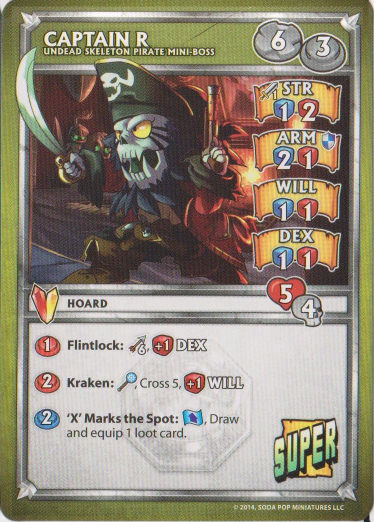 CAPTAIN R
UNDEAD SKELETON PIRATE MINI-BOSS
6 3
STR
1 1 2
ARM
2 1
WILL
1 1
DEX
1 1
5 4
HOARD
1 Flintlock: 6, +1 DEX
2 Kraken: , Cross 5, +1 WILL
2 ‘X’ Marks the Spot: , Draw
and equip 1 loot card.
SUPER
© 2014, SODA POP MINIATURES LLC